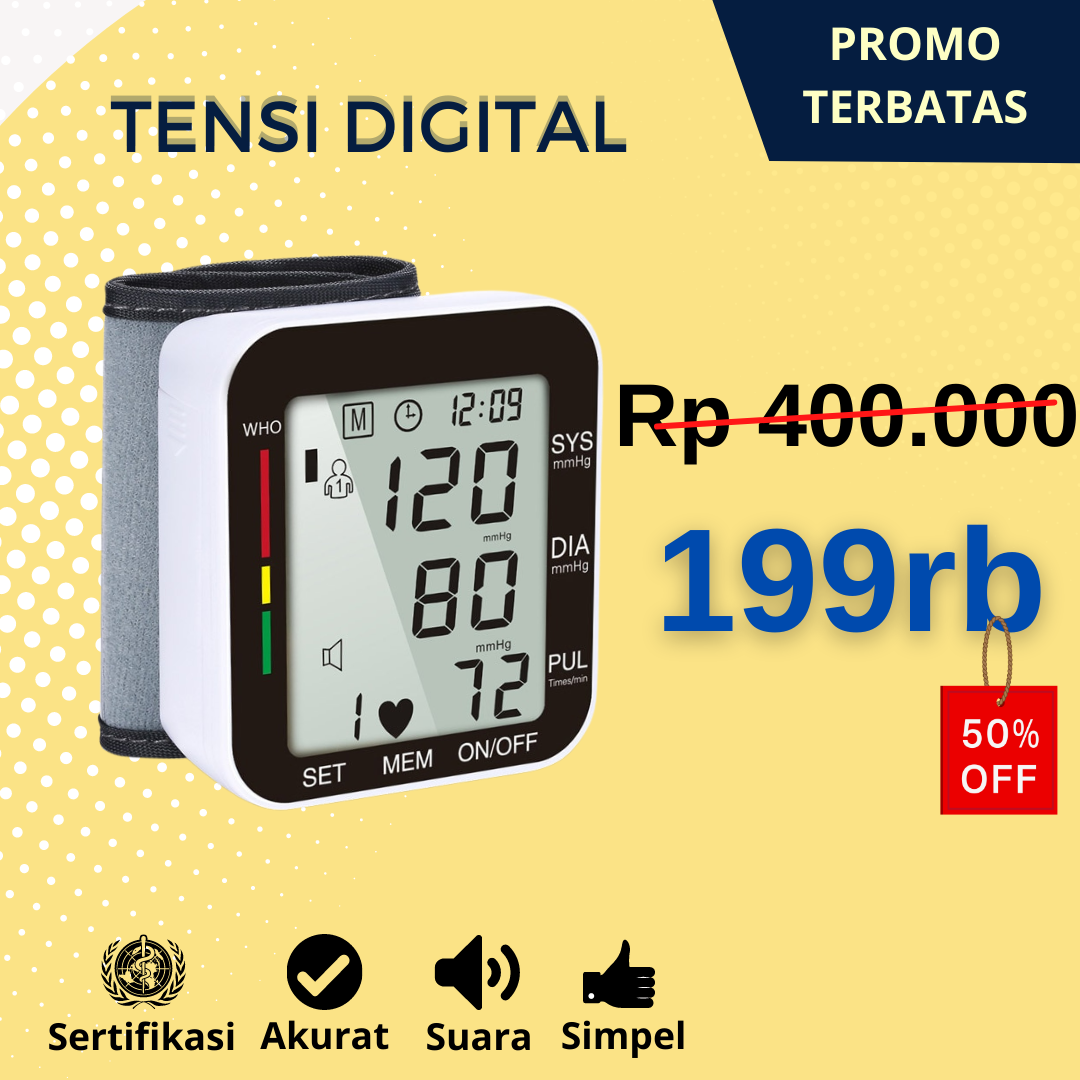 PROMO
TERBATAS
TENSI DIGITAL
WHO
M
12:09
1
120
SYS
mmHg
mmHg
80
DIA
mmHg
mmHg
72
PUL
Times/min
1
SET MEM ON/OFF
Rp 400.000
199rb
50%
OFF
Sertifikasi Akurat Suara Simpel